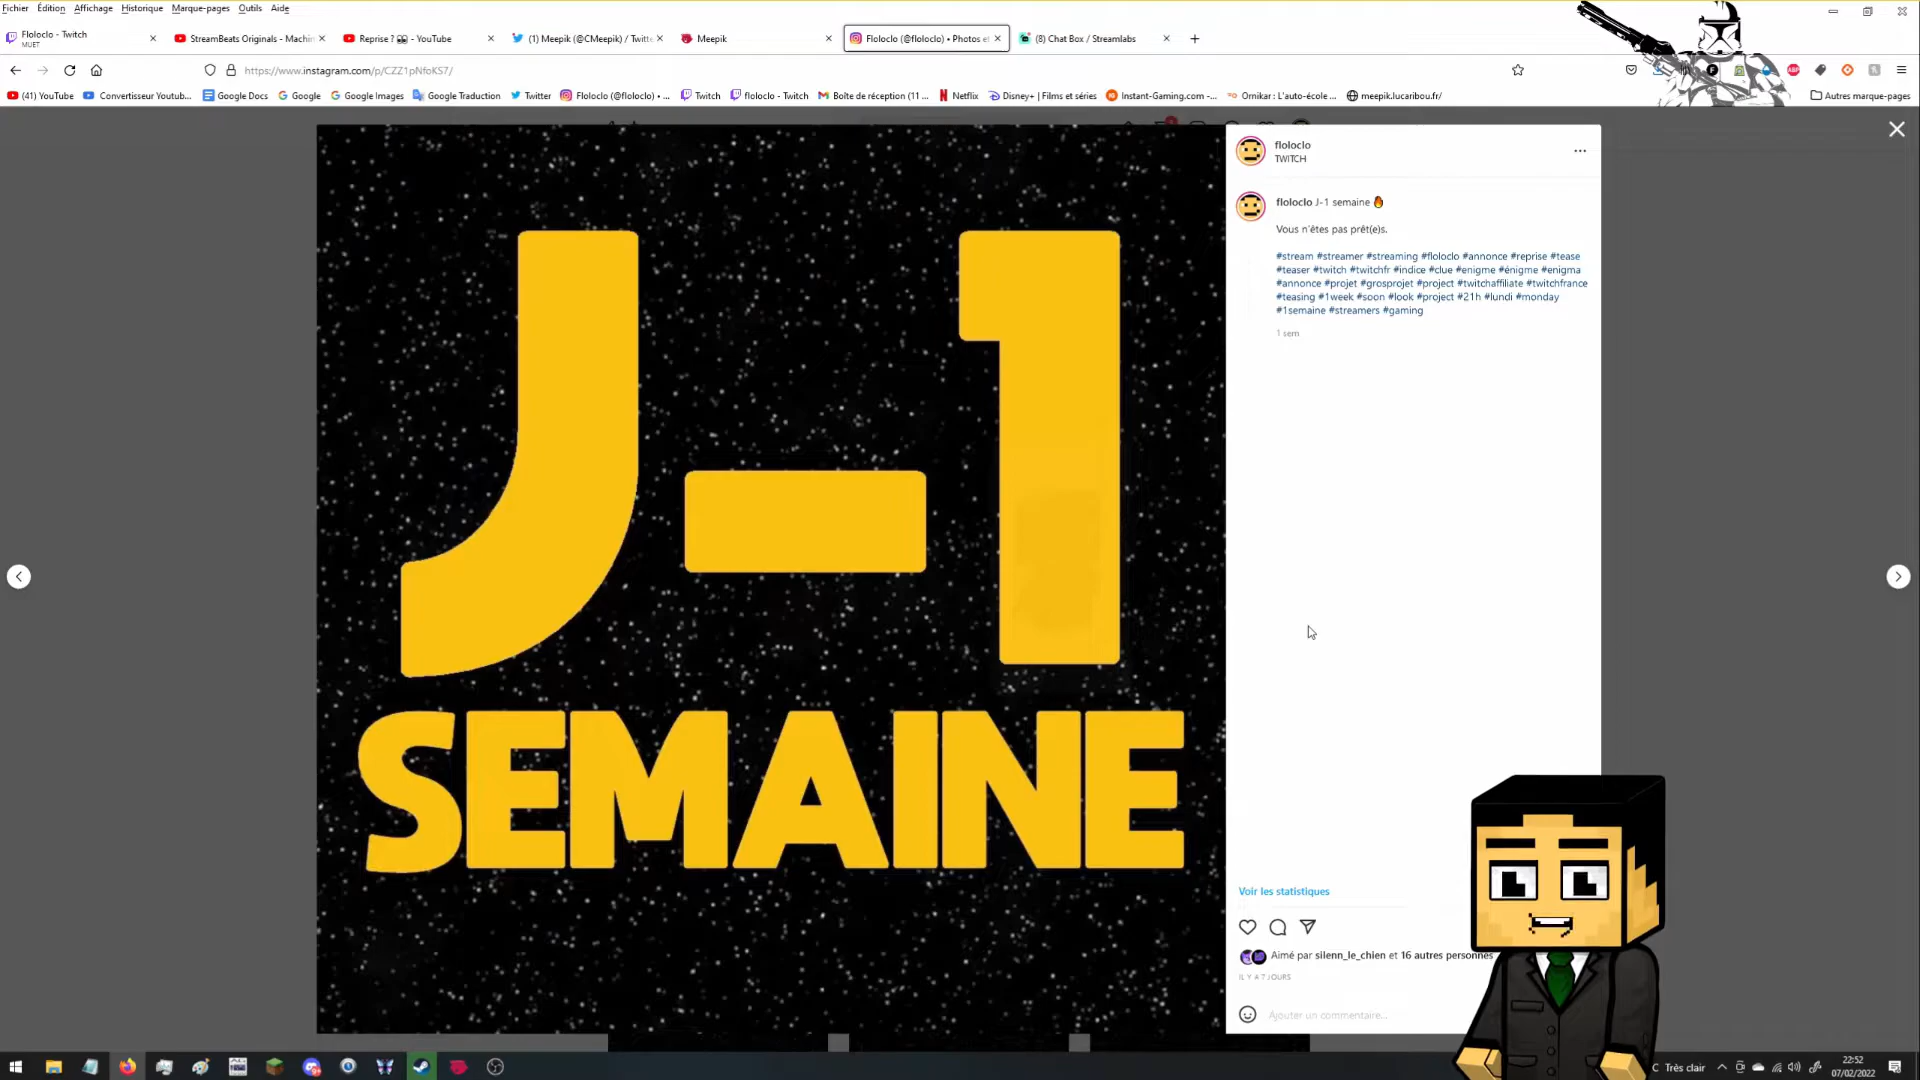 Fichier Édition Affichage Historique Marque-pages Outils Aide
Floloclo - Twitch
MUET
StreamBeats Originals - Machin
Reprise ? 👀 - YouTube
(1) Meepik (@CMeepik) / Twitte
Meepik
Floloclo (@floloclo) • Photos et
(8) Chat Box / Streamlabs
https://www.instagram.com/p/CZZ1pNfoKS7/
(41) YouTube
Convertisseur Youtub...
Google Docs
Google
Google Images
Google Traduction
Twitter
Floloclo (@floloclo) • ...
Twitch
floloclo - Twitch
Boîte de réception (11 ...
Netflix
Disney+ | Films et séries
Instant-Gaming.com -...
Ornikar : L'auto-école ...
meepik.lucaribou.fr/
Autres marque-pages
J-1
SEMAINE
floloclo
TWITCH
floloclo J-1 semaine 🔥
Vous n'êtes pas prêt(e)s.
#stream #streamer #streaming #floloclo #annonce #reprise #tease
#teaser #twitch #twitchfr #indice #clue #enigme #énigme #enigma
#annonce #projet #grosprojet #project #twitchaffiliate #twitchfrance
#teasing #1week #soon #look #project #21h #lundi #monday
#1semaine #streamers #gaming
1 sem
Voir les statistiques
Aimé par silenn_le_chien et 16 autres personnes
IL Y A 7 JOURS
Ajouter un commentaire...
C Très clair
22:52
07/02/2022